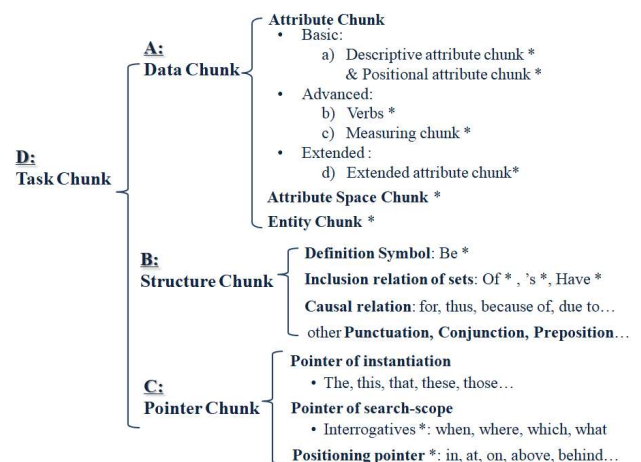 D:
Task Chunk
A:
Data Chunk
Attribute Chunk
• Basic:
a) Descriptive attribute chunk *
& Positional attribute chunk *
• Advanced:
b) Verbs *
c) Measuring chunk *
• Extended :
d) Extended attribute chunk*
Attribute Space Chunk *
Entity Chunk *
B:
Structure Chunk
Definition Symbol: Be *
Inclusion relation of sets: Of * , 's *, Have *
Causal relation: for, thus, because of, due to…
other Punctuation, Conjunction, Preposition…
C:
Pointer Chunk
Pointer of instantiation
• The, this, that, these, those…
Pointer of search-scope
• Interrogatives *: when, where, which, what
Positioning pointer *: in, at, on, above, behind…